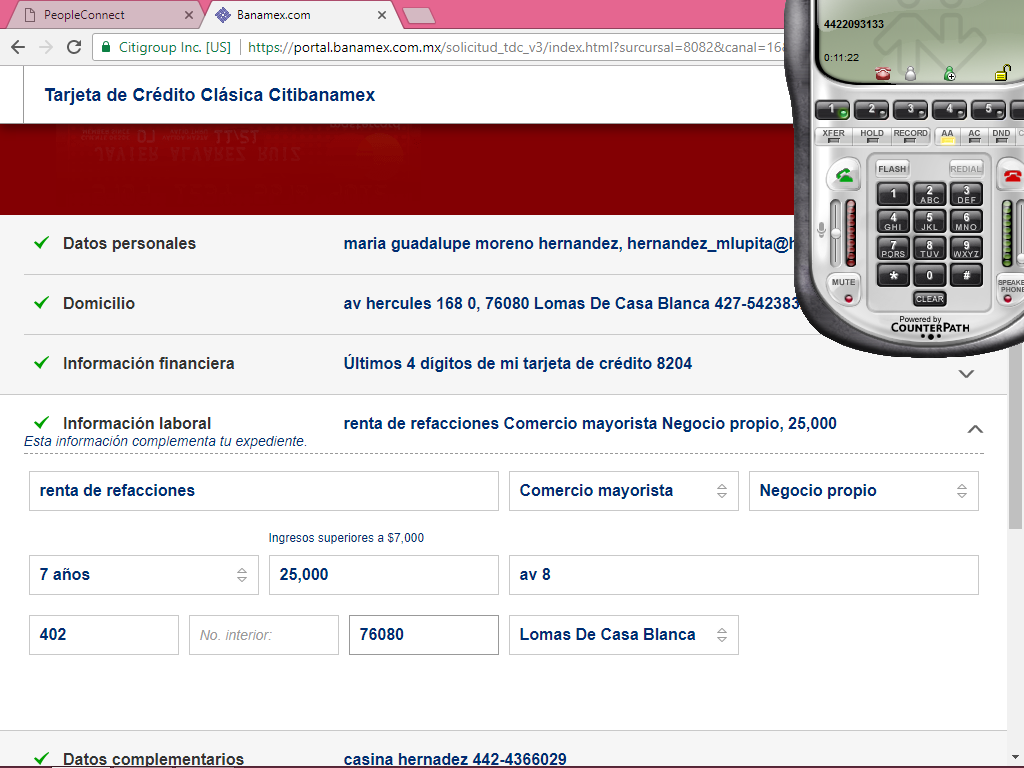 PeopleConnect
Banamex.com
Citigroup Inc. [US]
https://portal.banamex.com.mx/solicitud_tdc_v3/index.html?sursursal=8082&canal=16
Tarjeta de Crédito Clásica Citibanamex
JAVIER ALVAREZ RUIZ
Datos personales
maria guadalupe moreno hernandez, hernandez_mlupita@h
Domicilio
av hercules 168 0, 76080 Lomas De Casa Blanca 427-542383
Información financiera
Últimos 4 dígitos de mi tarjeta de crédito 8204
Información laboral
renta de refacciones Comercio mayorista Negocio propio, 25,000
Esta información complementa tu expediente.
renta de refacciones
Comercio mayorista
Negocio propio
Ingresos superiores a $7,000
7 años
25,000
av 8
402
No. interior:
76080
Lomas De Casa Blanca
Datos complementarios
casina hernadez 442-4366029
4422093133
0:11:22
1 2 3 4 5
XFER HOLD RECORD AA AC DND
FLASH REDIAL
1 2 ABC 3 DEF
4 GHI 5 JKL 6 MNO
7 PQRS 8 TUV 9 WXYZ
* 0 #
MUTE
CLEAR
SPEAKER
PHONE
Powered by
COUNTERPATH